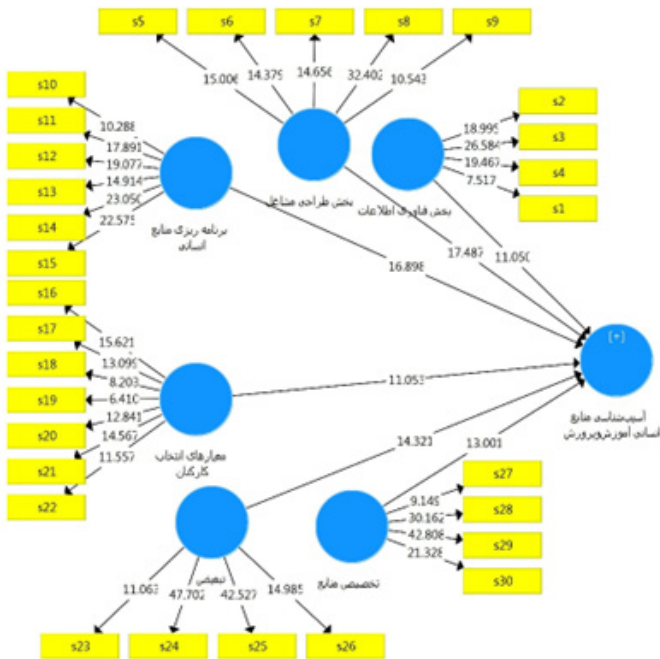 s5
s6
s7
s8
s9
15.006
14.379
14.656
32.402
10.543
s10
s11
s12
s13
s14
s15
10.288
17.891
19.077
14.914
23.050
22.575
s2
s3
s4
s1
18.995
26.584
19.467
7.517
بخش طراحی مشاغل
بخش فناوری اطلاعات
برنامه ریزی منابع
انسانی
16.898
17.487
11.050
s16
s17
s18
s19
s20
s21
s22
15.621
13.099
8.203
6.410
12.841
14.567
11.557
معیارهای انتخاب
کارکنان
11.053
[+]
آسیب‌شناسی منابع
انسانی آموزش‌وپرورش
14.321
13.001
تبعیض
تخصیص منابع
s27
s28
s29
s30
9.149
30.162
42.808
21.328
11.063
47.702
42.527
14.985
s23
s24
s25
s26